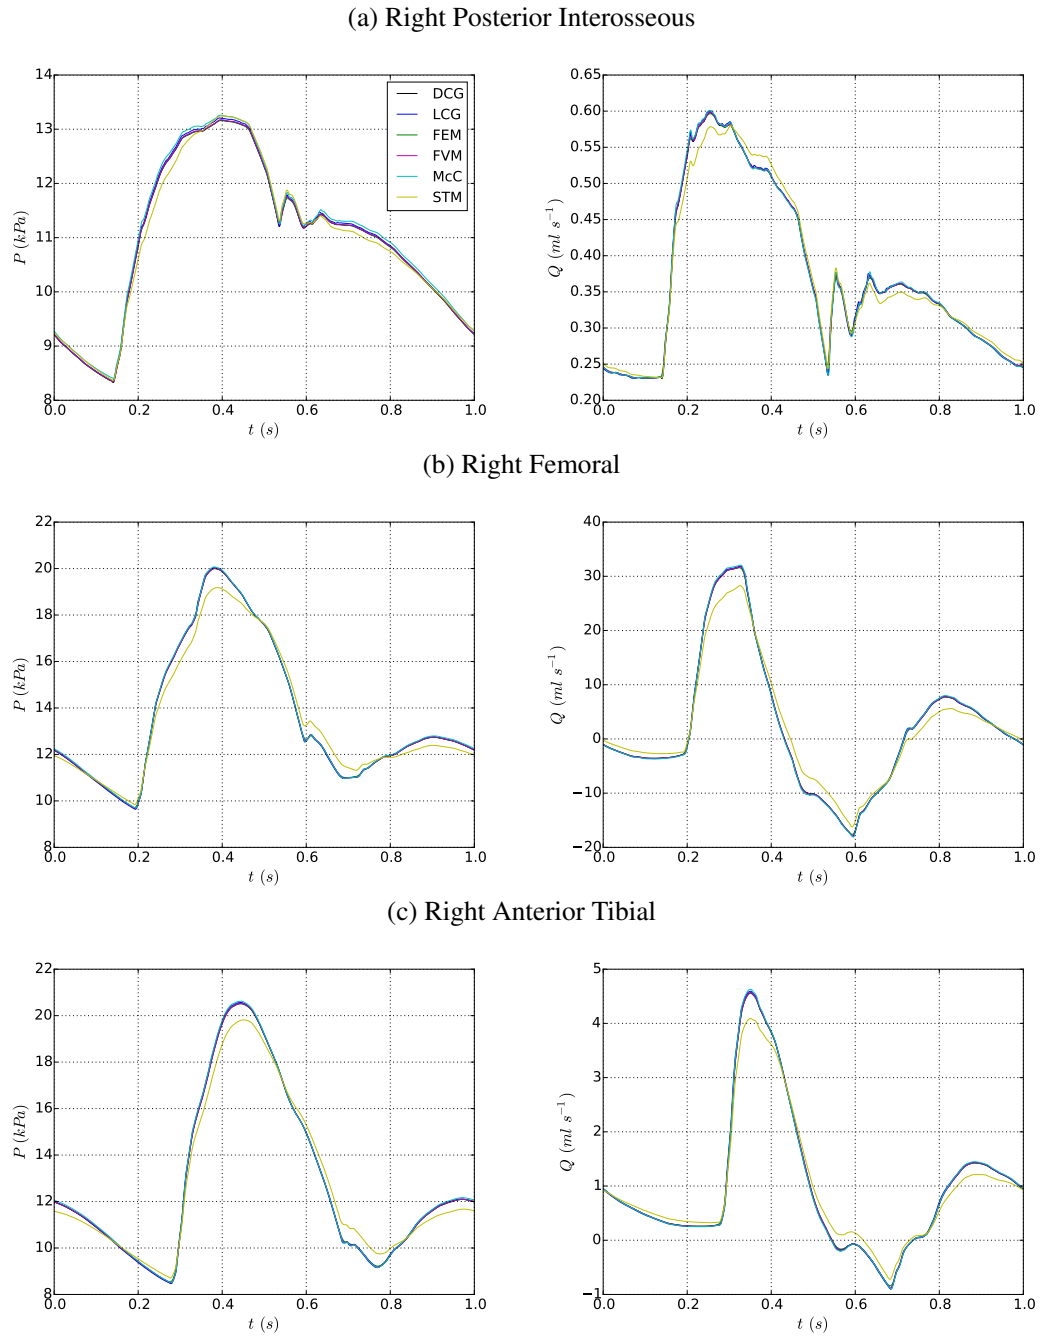 (a) Right Posterior Interosseous
14
13
12
11
10
9
8
P (kPa)
0.0 0.2 0.4 0.6 0.8 1.0
t (s)
DCG
LCG
FEM
FVM
McC
STM
0.65
0.60
0.55
0.50
0.45
0.40
0.35
0.30
0.25
0.20
Q (ml s⁻¹)
0.0 0.2 0.4 0.6 0.8 1.0
t (s)
(b) Right Femoral
22
20
18
16
14
12
10
8
P (kPa)
0.0 0.2 0.4 0.6 0.8 1.0
t (s)
40
30
20
10
0
−10
−20
Q (ml s⁻¹)
0.0 0.2 0.4 0.6 0.8 1.0
t (s)
(c) Right Anterior Tibial
22
20
18
16
14
12
10
8
P (kPa)
0.0 0.2 0.4 0.6 0.8 1.0
t (s)
5
4
3
2
1
0
−1
Q (ml s⁻¹)
0.0 0.2 0.4 0.6 0.8 1.0
t (s)